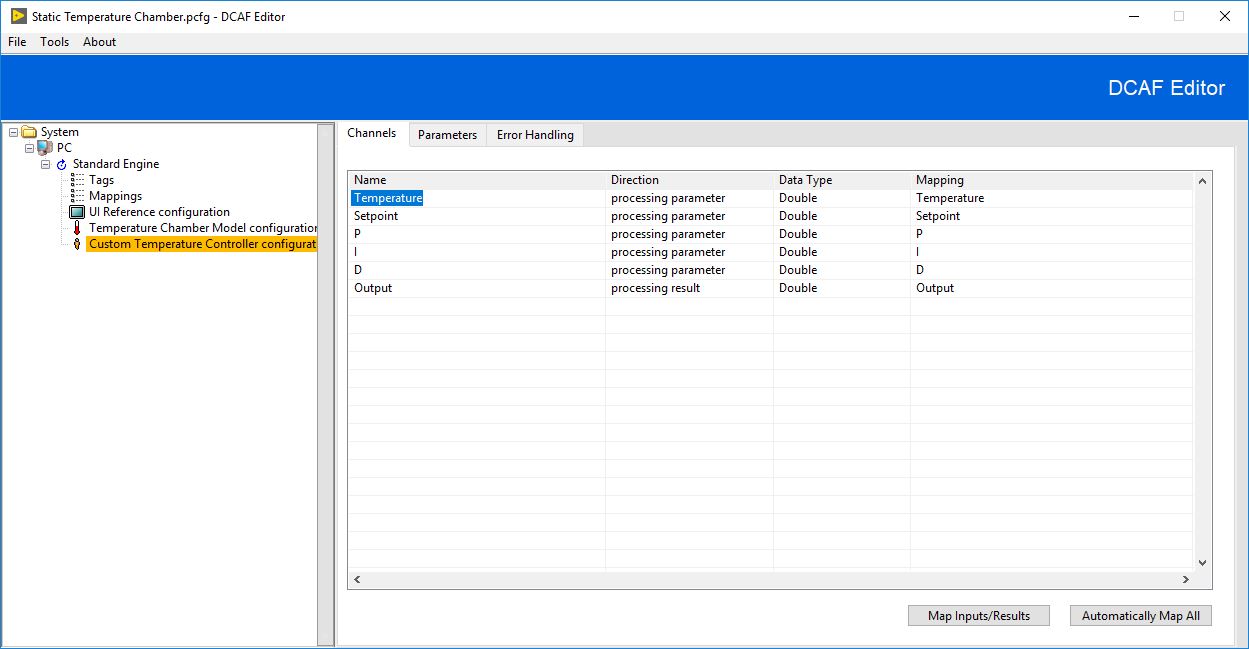 Static Temperature Chamber.pcfg - DCAF Editor
File Tools About
DCAF Editor
System
PC
Standard Engine
Tags
Mappings
UI Reference configuration
Temperature Chamber Model configuration
Custom Temperature Controller configurat
Channels Parameters Error Handling
Name Direction Data Type Mapping
Temperature processing parameter Double Temperature
Setpoint processing parameter Double Setpoint
P processing parameter Double P
I processing parameter Double I
D processing parameter Double D
Output processing result Double Output
Map Inputs/Results Automatically Map All